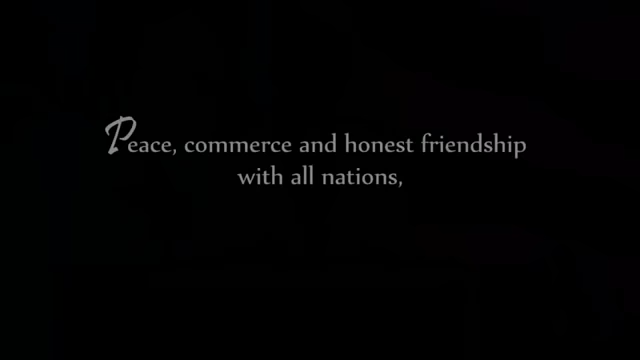 Peace, commerce and honest friendship
with all nations,